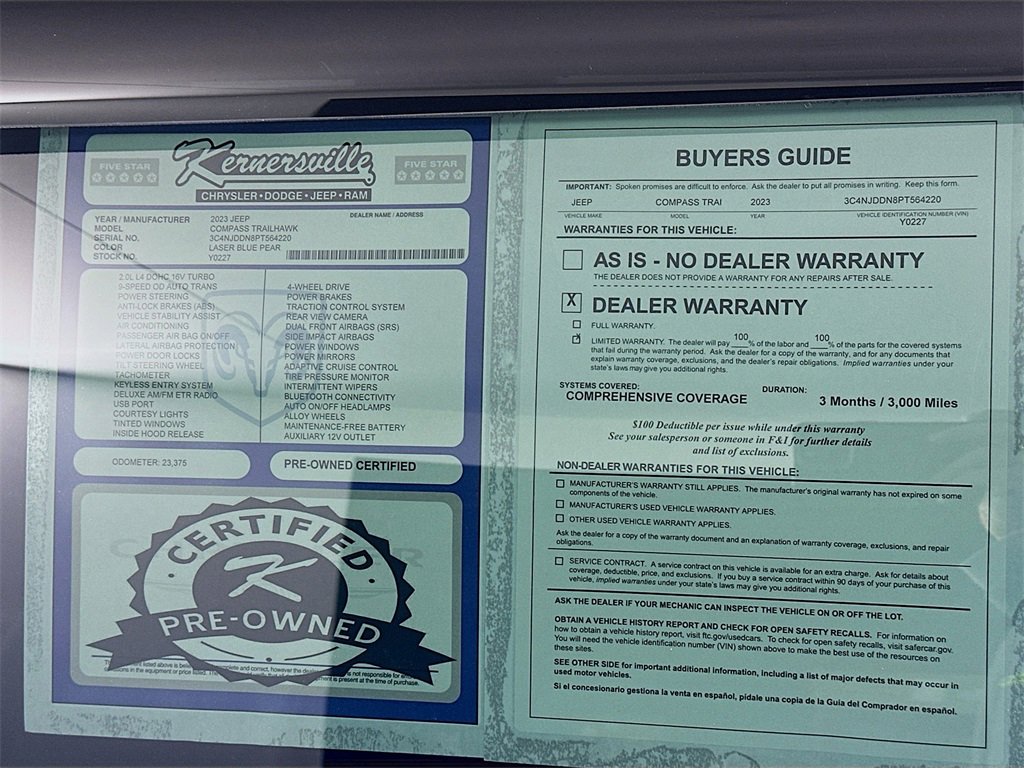 FIVE STAR
Kernersville
FIVE STAR
CHRYSLER•DODGE•JEEP•RAM
DEALER NAME / ADDRESS
YEAR / MANUFACTURER 2023 JEEP
MODEL COMPASS TRAILHAWK
SERIAL NO. 3C4NJDDN8PT564220
COLOR LASER BLUE PEAR
STOCK NO. Y0227
2.0L L4 DOHC 16V TURBO
9-SPEED OD AUTO TRANS
POWER STEERING
ANTI-LOCK BRAKES (ABS)
VEHICLE STABILITY ASSIST
AIR CONDITIONING
PASSENGER AIR BAG ON/OFF
LATERAL AIRBAG PROTECTION
POWER DOOR LOCKS
TILT STEERING WHEEL
TACHOMETER
KEYLESS ENTRY SYSTEM
DELUXE AM/FM ETR RADIO
USB PORT
COURTESY LIGHTS
TINTED WINDOWS
INSIDE HOOD RELEASE
4-WHEEL DRIVE
POWER BRAKES
TRACTION CONTROL SYSTEM
REAR VIEW CAMERA
DUAL FRONT AIRBAGS (SRS)
SIDE IMPACT AIRBAGS
POWER WINDOWS
POWER MIRRORS
ADAPTIVE CRUISE CONTROL
TIRE PRESSURE MONITOR
INTERMITTENT WIPERS
BLUETOOTH CONNECTIVITY
AUTO ON/OFF HEADLAMPS
ALLOY WHEELS
MAINTENANCE-FREE BATTERY
AUXILIARY 12V OUTLET
ODOMETER: 23,375
PRE-OWNED CERTIFIED
CERTIFIED
K
PRE-OWNED
BUYERS GUIDE
IMPORTANT: Spoken promises are difficult to enforce. Ask the dealer to put all promises in writing. Keep this form.
JEEP COMPASS TRAI 2023 3C4NJDDN8PT564220
VEHICLE MAKE MODEL YEAR VEHICLE IDENTIFICATION NUMBER (VIN)
Y0227
WARRANTIES FOR THIS VEHICLE:
AS IS - NO DEALER WARRANTY
THE DEALER DOES NOT PROVIDE A WARRANTY FOR ANY REPAIRS AFTER SALE.
X DEALER WARRANTY
FULL WARRANTY.
X LIMITED WARRANTY. The dealer will pay 100 % of the labor and 100 % of the parts for the covered systems
that fail during the warranty period. Ask the dealer for a copy of the warranty, and for any documents that
explain warranty coverage, exclusions, and the dealer's repair obligations. Implied warranties under your
state's laws may give you additional rights.
SYSTEMS COVERED: DURATION:
COMPREHENSIVE COVERAGE 3 Months / 3,000 Miles
$100 Deductible per issue while under this warranty
See your salesperson or someone in F&I for further details
and list of exclusions.
NON-DEALER WARRANTIES FOR THIS VEHICLE:
MANUFACTURER'S WARRANTY STILL APPLIES. The manufacturer's original warranty has not expired on some
components of the vehicle.
MANUFACTURER'S USED VEHICLE WARRANTY APPLIES.
OTHER USED VEHICLE WARRANTY APPLIES.
Ask the dealer for a copy of the warranty document and an explanation of warranty coverage, exclusions, and repair
obligations.
SERVICE CONTRACT. A service contract on this vehicle is available for an extra charge. Ask for details about
coverage, deductible, price, and exclusions. If you buy a service contract within 90 days of your purchase of this
vehicle, implied warranties under your state's laws may give you additional rights.
ASK THE DEALER IF YOUR MECHANIC CAN INSPECT THE VEHICLE ON OR OFF THE LOT.
OBTAIN A VEHICLE HISTORY REPORT AND CHECK FOR OPEN SAFETY RECALLS. For information on
how to obtain a vehicle history report, visit ftc.gov/usedcars. To check for open safety recalls, visit safercar.gov.
You will need the vehicle identification number (VIN) shown above to make the best use of the resources on
these sites.
SEE OTHER SIDE for important additional information, including a list of major defects that may occur in
used motor vehicles.
Si el concesionario gestiona la venta en español, pídale una copia de la Guía del Comprador en español.